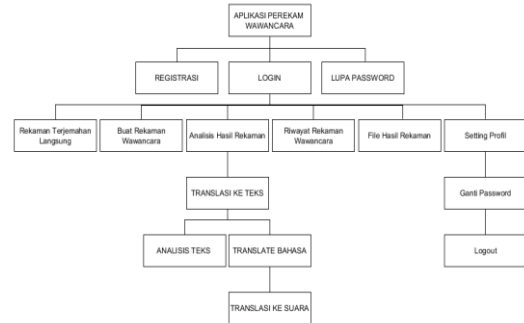 APLIKASI PEREKAM
WAWANCARA
REGISTRASI
LOGIN
LUPA PASSWORD
Rekaman Terjemahan
Langsung
Buat Rekaman
Wawancara
Analisis Hasil Rekaman
Riwayat Rekaman
Wawancara
File Hasil Rekaman
Setting Profil
TRANSLASI KE TEKS
Ganti Password
ANALISIS TEKS
TRANSLATE BAHASA
Logout
TRANSLASI KE SUARA